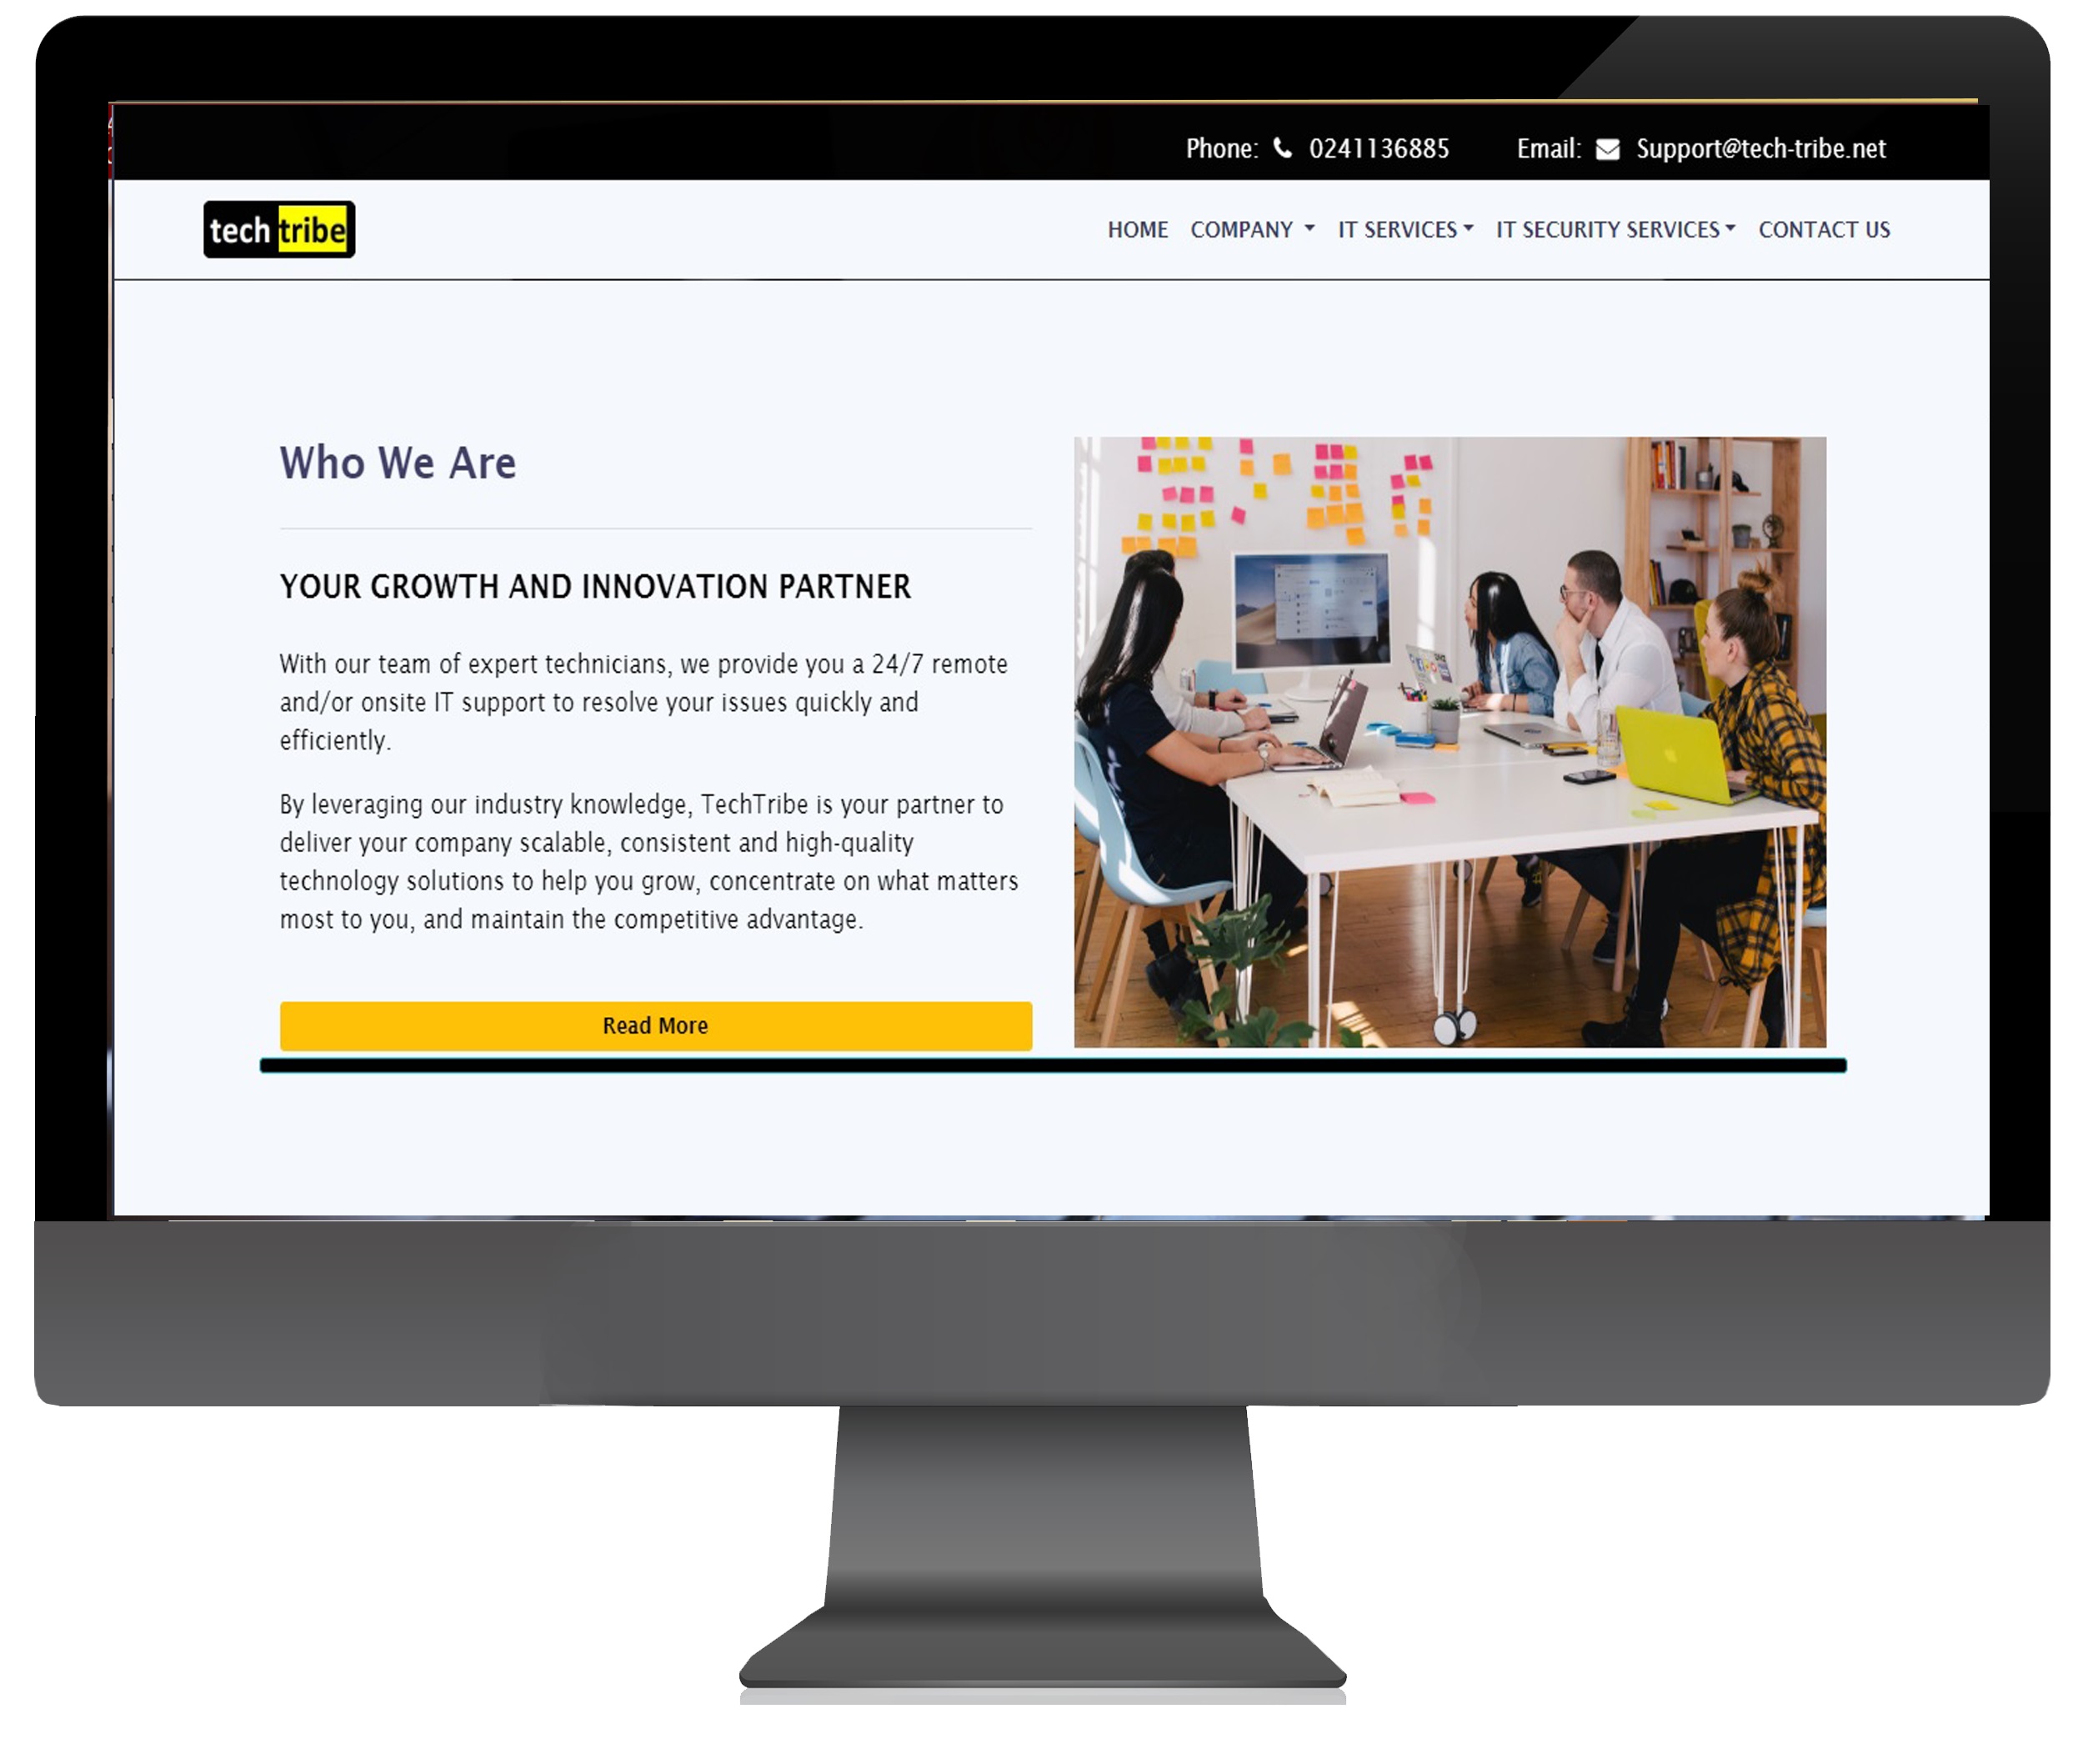 Phone: 0241136885 Email: Support@tech-tribe.net
tech tribe
HOME COMPANY IT SERVICES IT SECURITY SERVICES CONTACT US
Who We Are
YOUR GROWTH AND INNOVATION PARTNER
With our team of expert technicians, we provide you a 24/7 remote
and/or onsite IT support to resolve your issues quickly and
efficiently.
By leveraging our industry knowledge, TechTribe is your partner to
deliver your company scalable, consistent and high-quality
technology solutions to help you grow, concentrate on what matters
most to you, and maintain the competitive advantage.
Read More